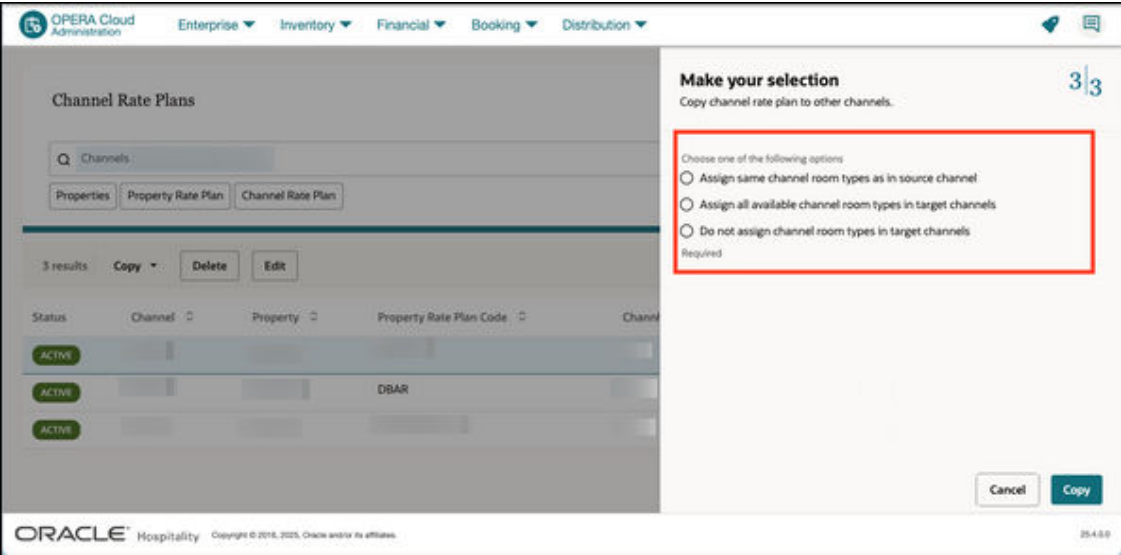 OPERA Cloud
Administration
Enterprise Inventory Financial Booking Distribution
Channel Rate Plans
Channels
Properties Property Rate Plan Channel Rate Plan
3 results Copy Delete Edit
Status Channel Property Property Rate Plan Code
ACTIVE
ACTIVE DBAR
ACTIVE
Make your selection
Copy channel rate plan to other channels.
3|3
Choose one of the following options
Assign same channel room types as in source channel
Assign all available channel room types in target channels
Do not assign channel room types in target channels
Required
Cancel Copy
ORACLE Hospitality Copyright © 2016, 2025, Oracle and/or its affiliates.
25.4.0.0